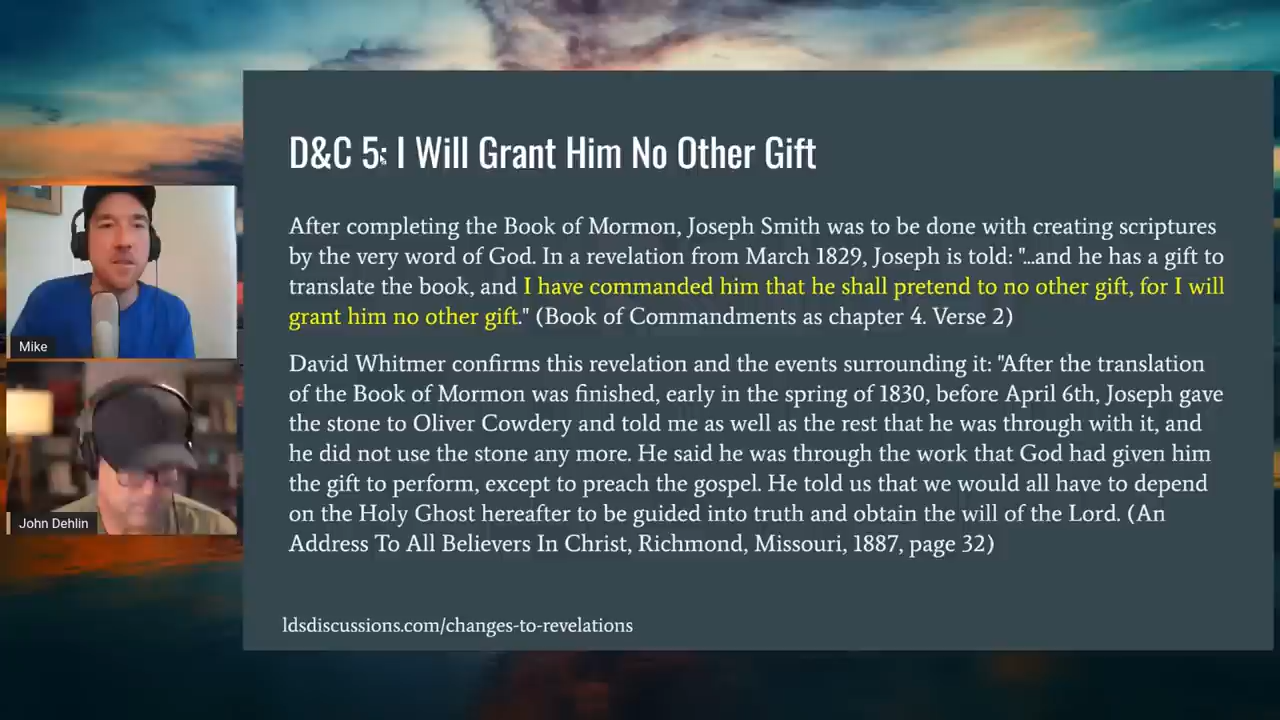 D&C 5: I Will Grant Him No Other Gift
After completing the Book of Mormon, Joseph Smith was to be done with creating scriptures
by the very word of God. In a revelation from March 1829, Joseph is told: "...and he has a gift to
translate the book, and I have commanded him that he shall pretend to no other gift, for I will
grant him no other gift." (Book of Commandments as chapter 4. Verse 2)
David Whitmer confirms this revelation and the events surrounding it: "After the translation
of the Book of Mormon was finished, early in the spring of 1830, before April 6th, Joseph gave
the stone to Oliver Cowdery and told me as well as the rest that he was through with it, and
he did not use the stone any more. He said he was through the work that God had given him
the gift to perform, except to preach the gospel. He told us that we would all have to depend
on the Holy Ghost hereafter to be guided into truth and obtain the will of the Lord. (An
Address To All Believers In Christ, Richmond, Missouri, 1887, page 32)
ldsdiscussions.com/changes-to-revelations
Mike
John Dehlin